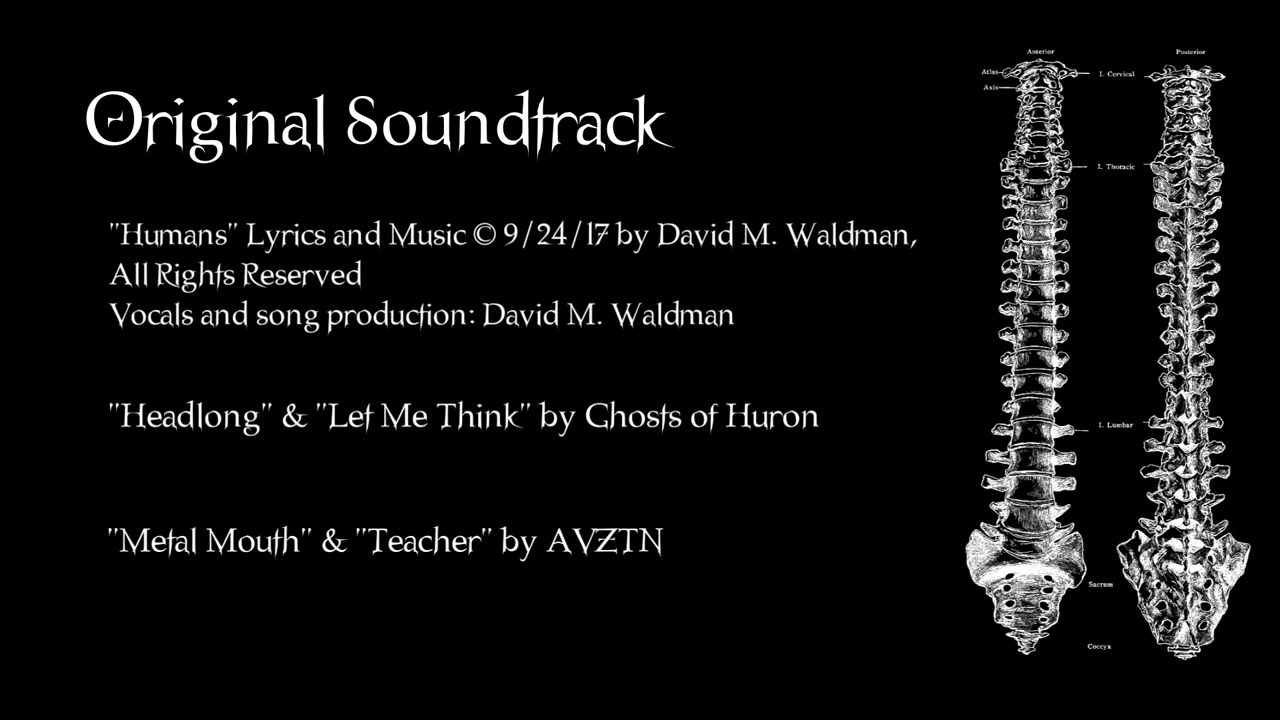 Original Soundtrack
"Humans" Lyrics and Music © 9/24/17 by David M. Waldman,
All Rights Reserved
Vocals and song production: David M. Waldman
"Headlong" & "Let Me Think" by Ghosts of Huron
"Metal Mouth" & "Teacher" by AVZTN
Anterior
Posterior
Atlas
I. Cervical
Axis
I. Thoracic
I. Lumbar
Sacrum
Coccyx